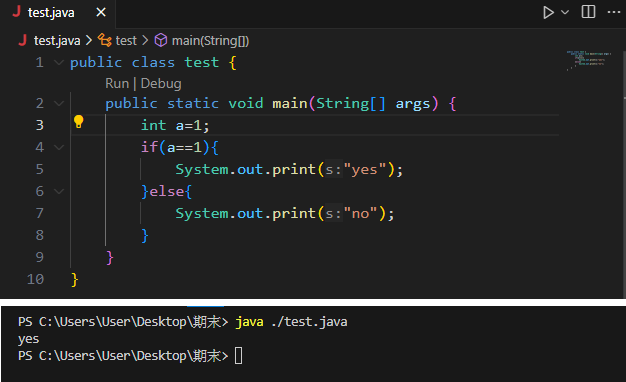 test.java
test.java > test > main(String[])
1 public class test {
Run | Debug
2 public static void main(String[] args) {
3 int a=1;
4 if(a==1){
5 System.out.print(s:"yes");
6 }else{
7 System.out.print(s:"no");
8 }
9 }
10 }
PS C:\Users\User\Desktop\期末> java ./test.java
yes
PS C:\Users\User\Desktop\期末>